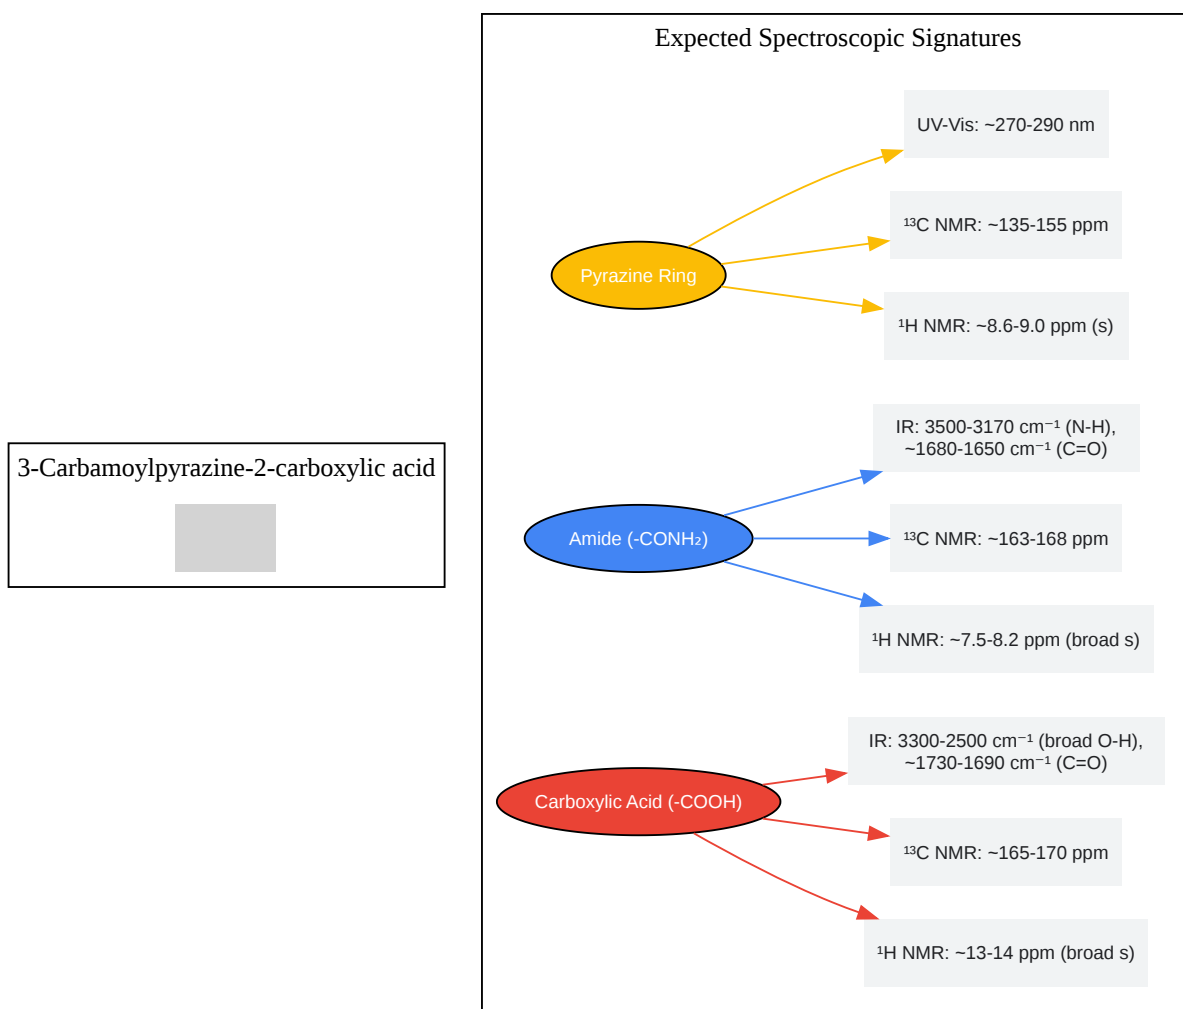 Expected Spectroscopic Signatures
UV-Vis: ~270-290 nm
¹³C NMR: ~135-155 ppm
Pyrazine Ring
¹H NMR: ~8.6-9.0 ppm (s)
IR: 3500-3170 cm⁻¹ (N-H),
~1680-1650 cm⁻¹ (C=O)
3-Carbamoylpyrazine-2-carboxylic acid
Amide (-CONH₂)
¹³C NMR: ~163-168 ppm
¹H NMR: ~7.5-8.2 ppm (broad s)
IR: 3300-2500 cm⁻¹ (broad O-H),
~1730-1690 cm⁻¹ (C=O)
Carboxylic Acid (-COOH)
¹³C NMR: ~165-170 ppm
¹H NMR: ~13-14 ppm (broad s)